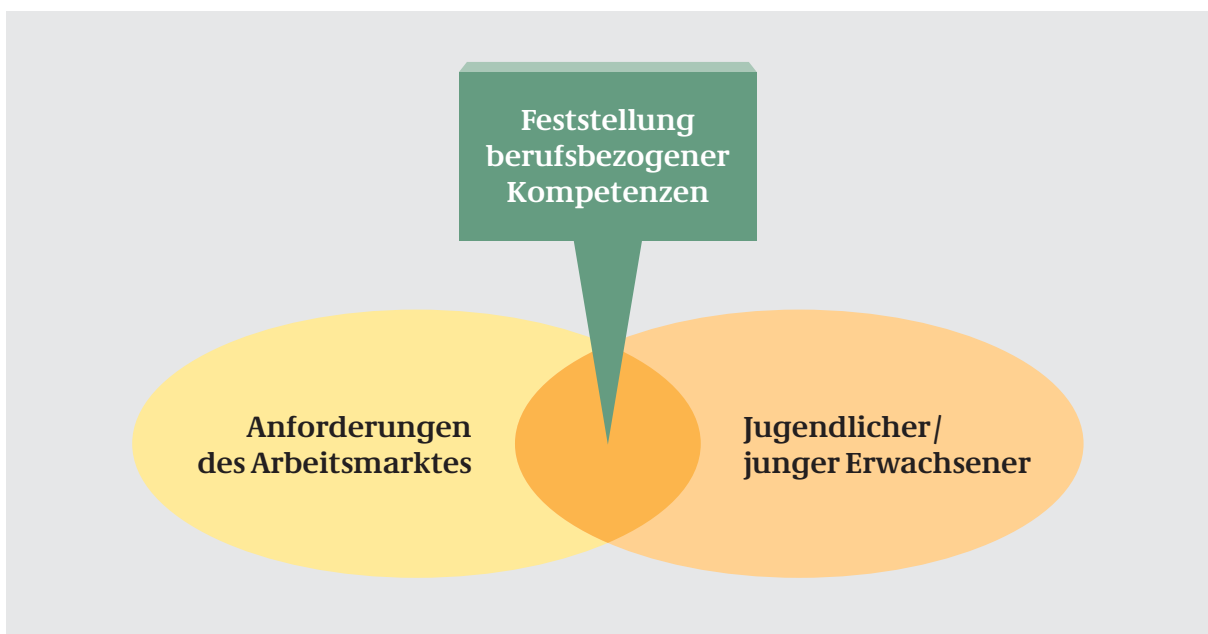 Feststellung
berufsbezogener
Kompetenzen
Anforderungen
des Arbeitsmarktes
Jugendlicher/
junger Erwachsener